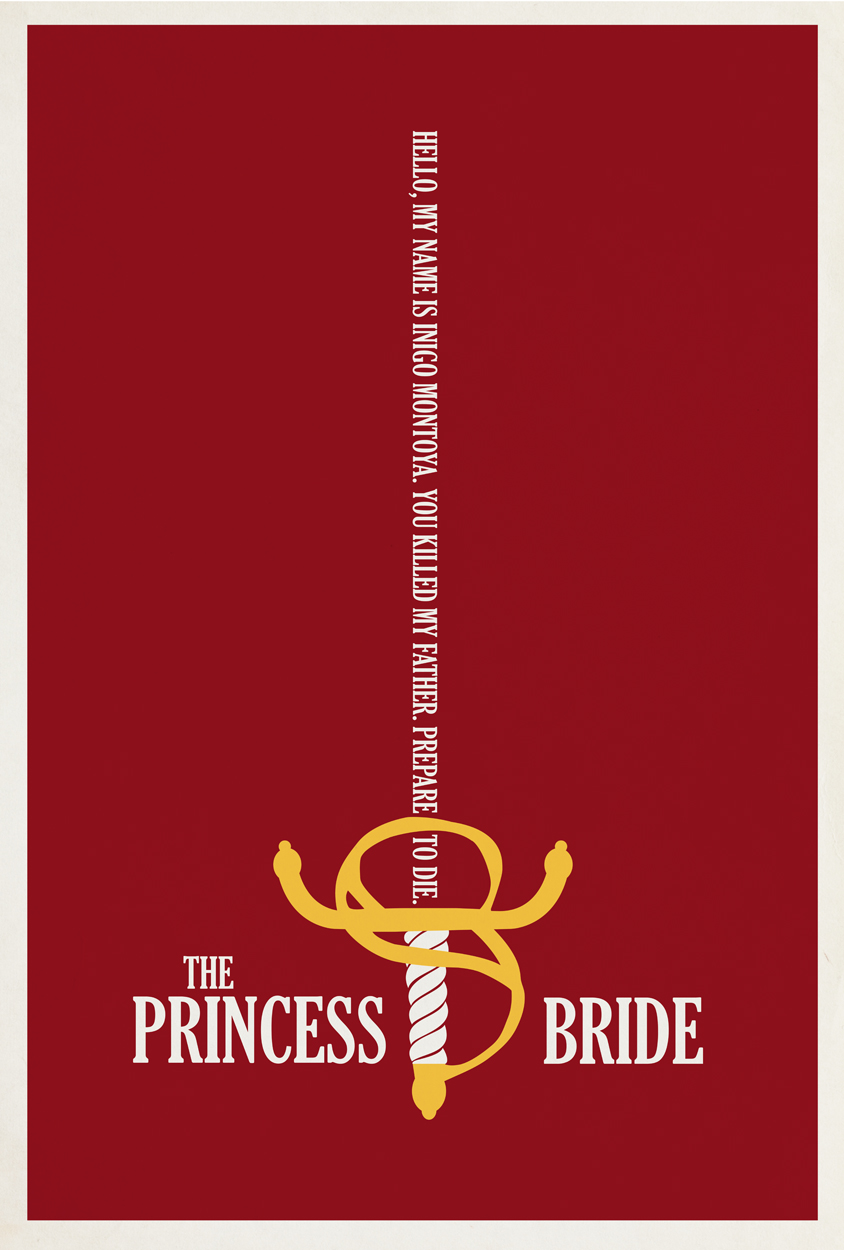 HELLO, MY NAME IS INIGO MONTOYA. YOU KILLED MY FATHER. PREPARE TO DIE.
THE
PRINCESS BRIDE